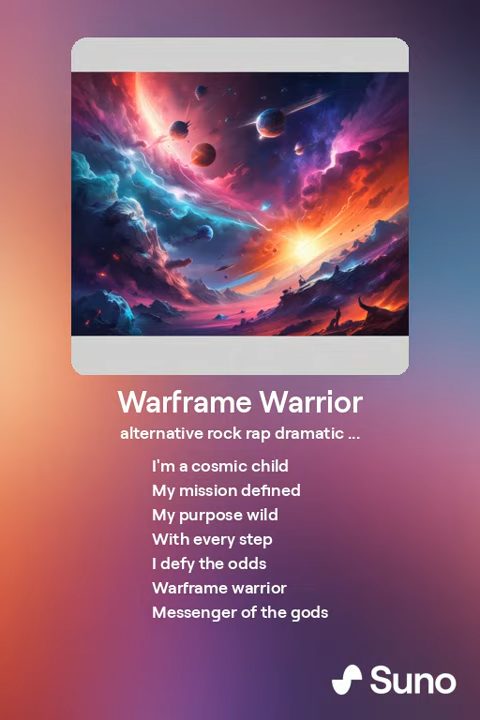 Warframe Warrior
alternative rock rap dramatic ...
I'm a cosmic child
My mission defined
My purpose wild
With every step
I defy the odds
Warframe warrior
Messenger of the gods
Suno